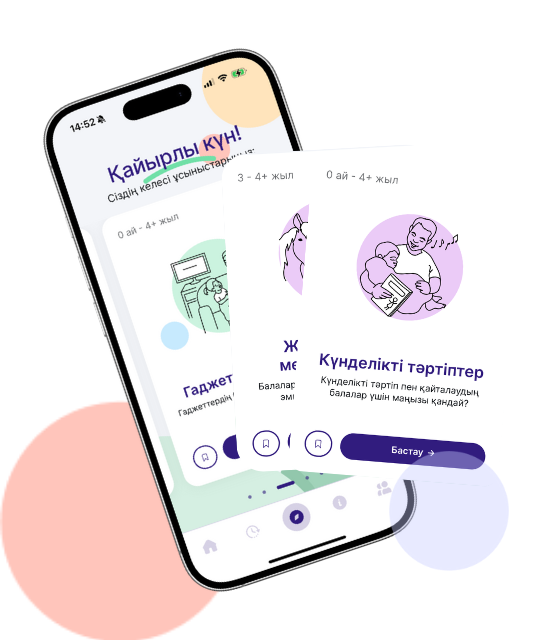 14:52
Қайырлы күн!
Сіздің келесі ұсыныстарыңыз:
0 ай - 4+ жыл
Гаджет
Гаджеттердің
3 - 4+ жыл
Ж
ме
Балалар
эм
0 ай - 4+ жыл
Күнделікті тәртіптер
Күнделікті тәртіп пен қайталаудың
балалар үшін маңызы қандай?
Бастау →